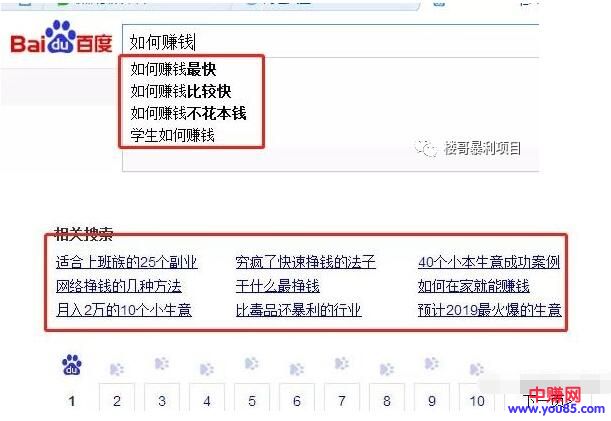 Bai du 百度
如何赚钱
如何赚钱最快
如何赚钱比较快
如何赚钱不花本钱
学生如何赚钱
楼哥暴利项目
相关搜索
适合上班族的25个副业 穷疯了快速挣钱的法子 40个小本生意成功案例
网络挣钱的几种方法 干什么最挣钱 如何在家就能赚钱
月入2万的10个小生意 比毒品还暴利的行业 预计2019最火爆的生意
du
1 2 3 4 5 6 7 8 9 10 下一页>
中赚网
www.you85.com